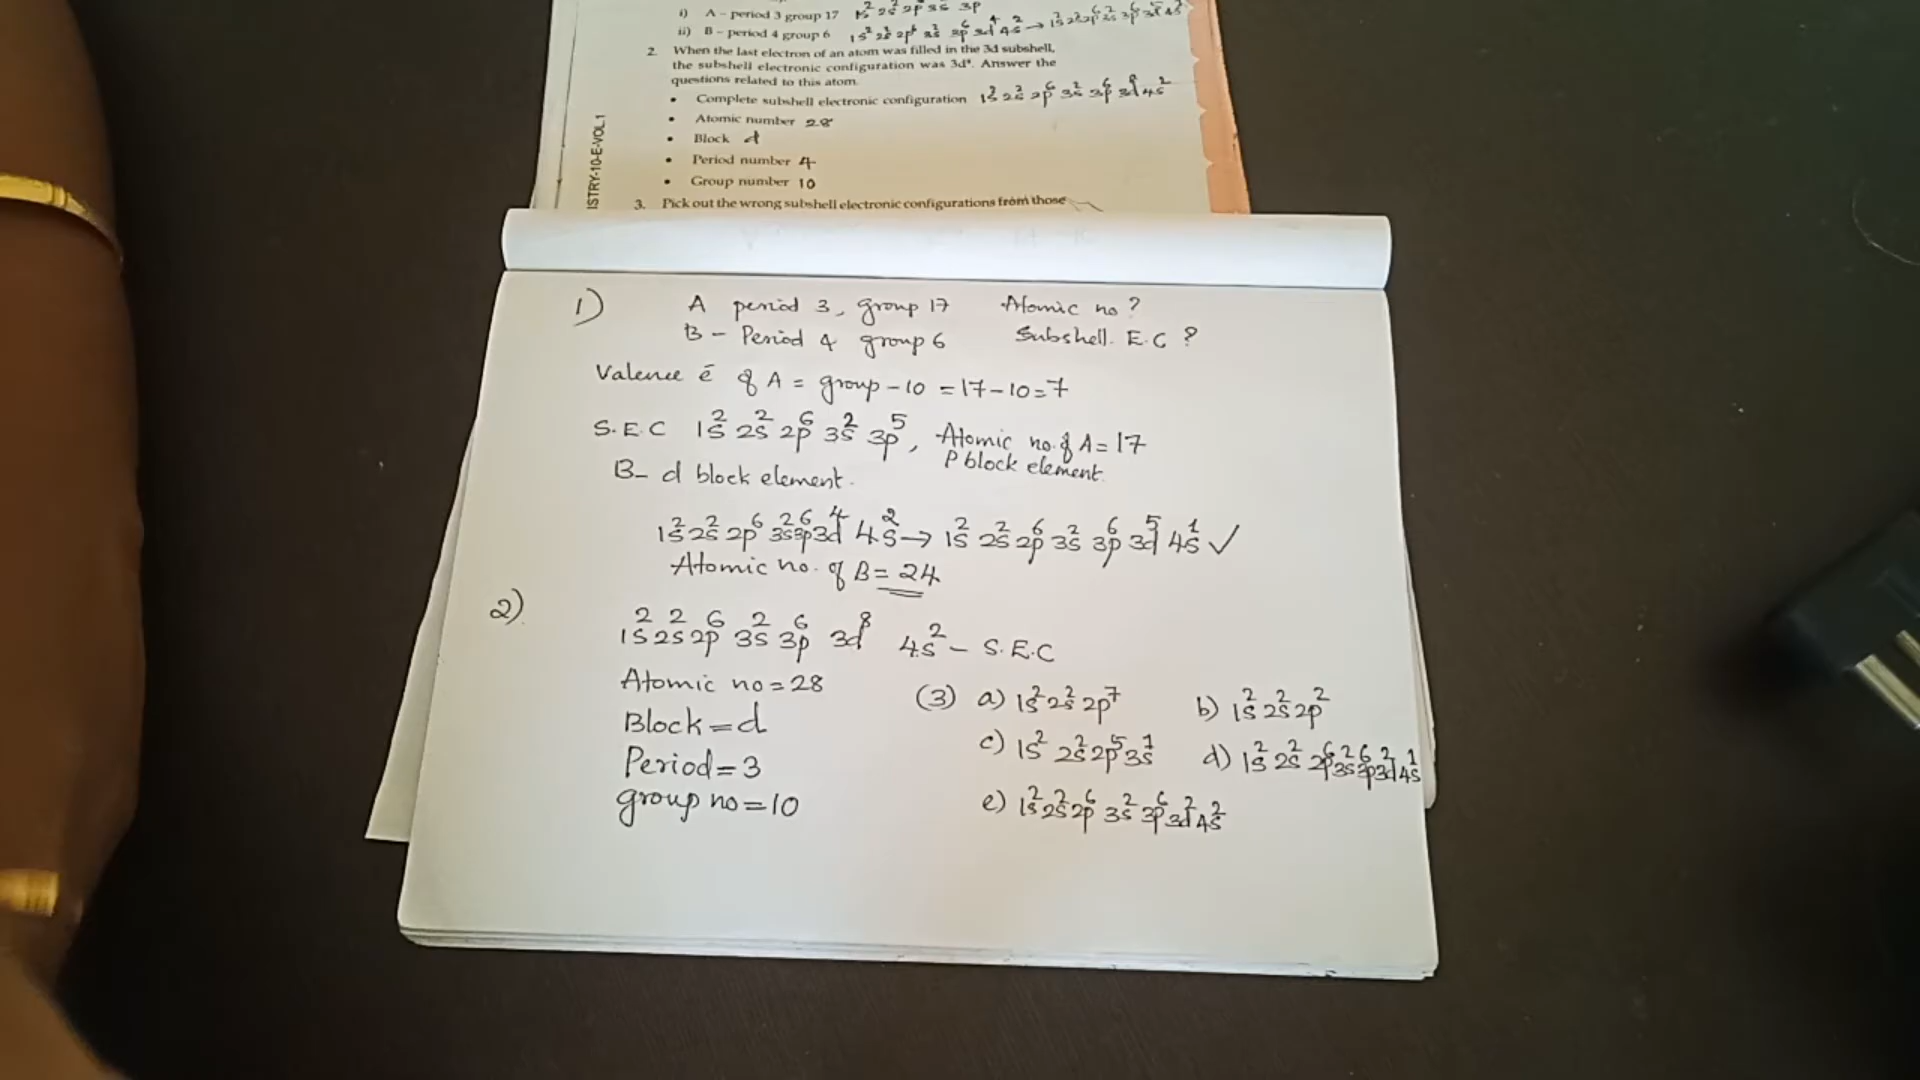 i) A – period 3 group 17 1s² 2s² 2p⁶ 3s 3p
ii) B – period 4 group 6 1s² 2s² 2p⁶ 3s² 3p⁶ 3d⁴ 4s² → 1s² 2s² 2p⁶ 3s² 3p⁶ 3d⁵ 4s¹
2. When the last electron of an atom was filled in the 3d subshell,
the subshell electronic configuration was 3d⁸. Answer the
questions related to this atom.
• Complete subshell electronic configuration 1s² 2s² 2p⁶ 3s² 3p⁶ 3d⁸ 4s²
• Atomic number 28
• Block d
• Period number 4
• Group number 10
3. Pick out the wrong subshell electronic configurations from those
ISTRY-10-E-VOL.1
1) A period 3, group 17 Atomic no ?
B – Period 4 group 6 Subshell. E.C ?
Valence ē of A = group – 10 = 17 – 10 = 7
S.E.C 1s² 2s² 2p⁶ 3s² 3p⁵, Atomic no. of A = 17
P block element.
B – d block element.
1s² 2s² 2p⁶ 3s² 3p⁶ 3d⁴ 4s² → 1s² 2s² 2p⁶ 3s² 3p⁶ 3d⁵ 4s¹ ✓
Atomic no. of B = 24
2)
1s² 2s² 2p⁶ 3s² 3p⁶ 3d⁸ 4s² – S.E.C
Atomic no = 28
Block = d
Period = 3
group no = 10
(3) a) 1s² 2s² 2p⁷ b) 1s² 2s² 2p²
c) 1s² 2s² 2p⁵ 3s¹ d) 1s² 2s² 2p⁶ 3s² 3p⁶ 3d² 4s¹
e) 1s² 2s² 2p⁶ 3s² 3p⁶ 3d² 4s²